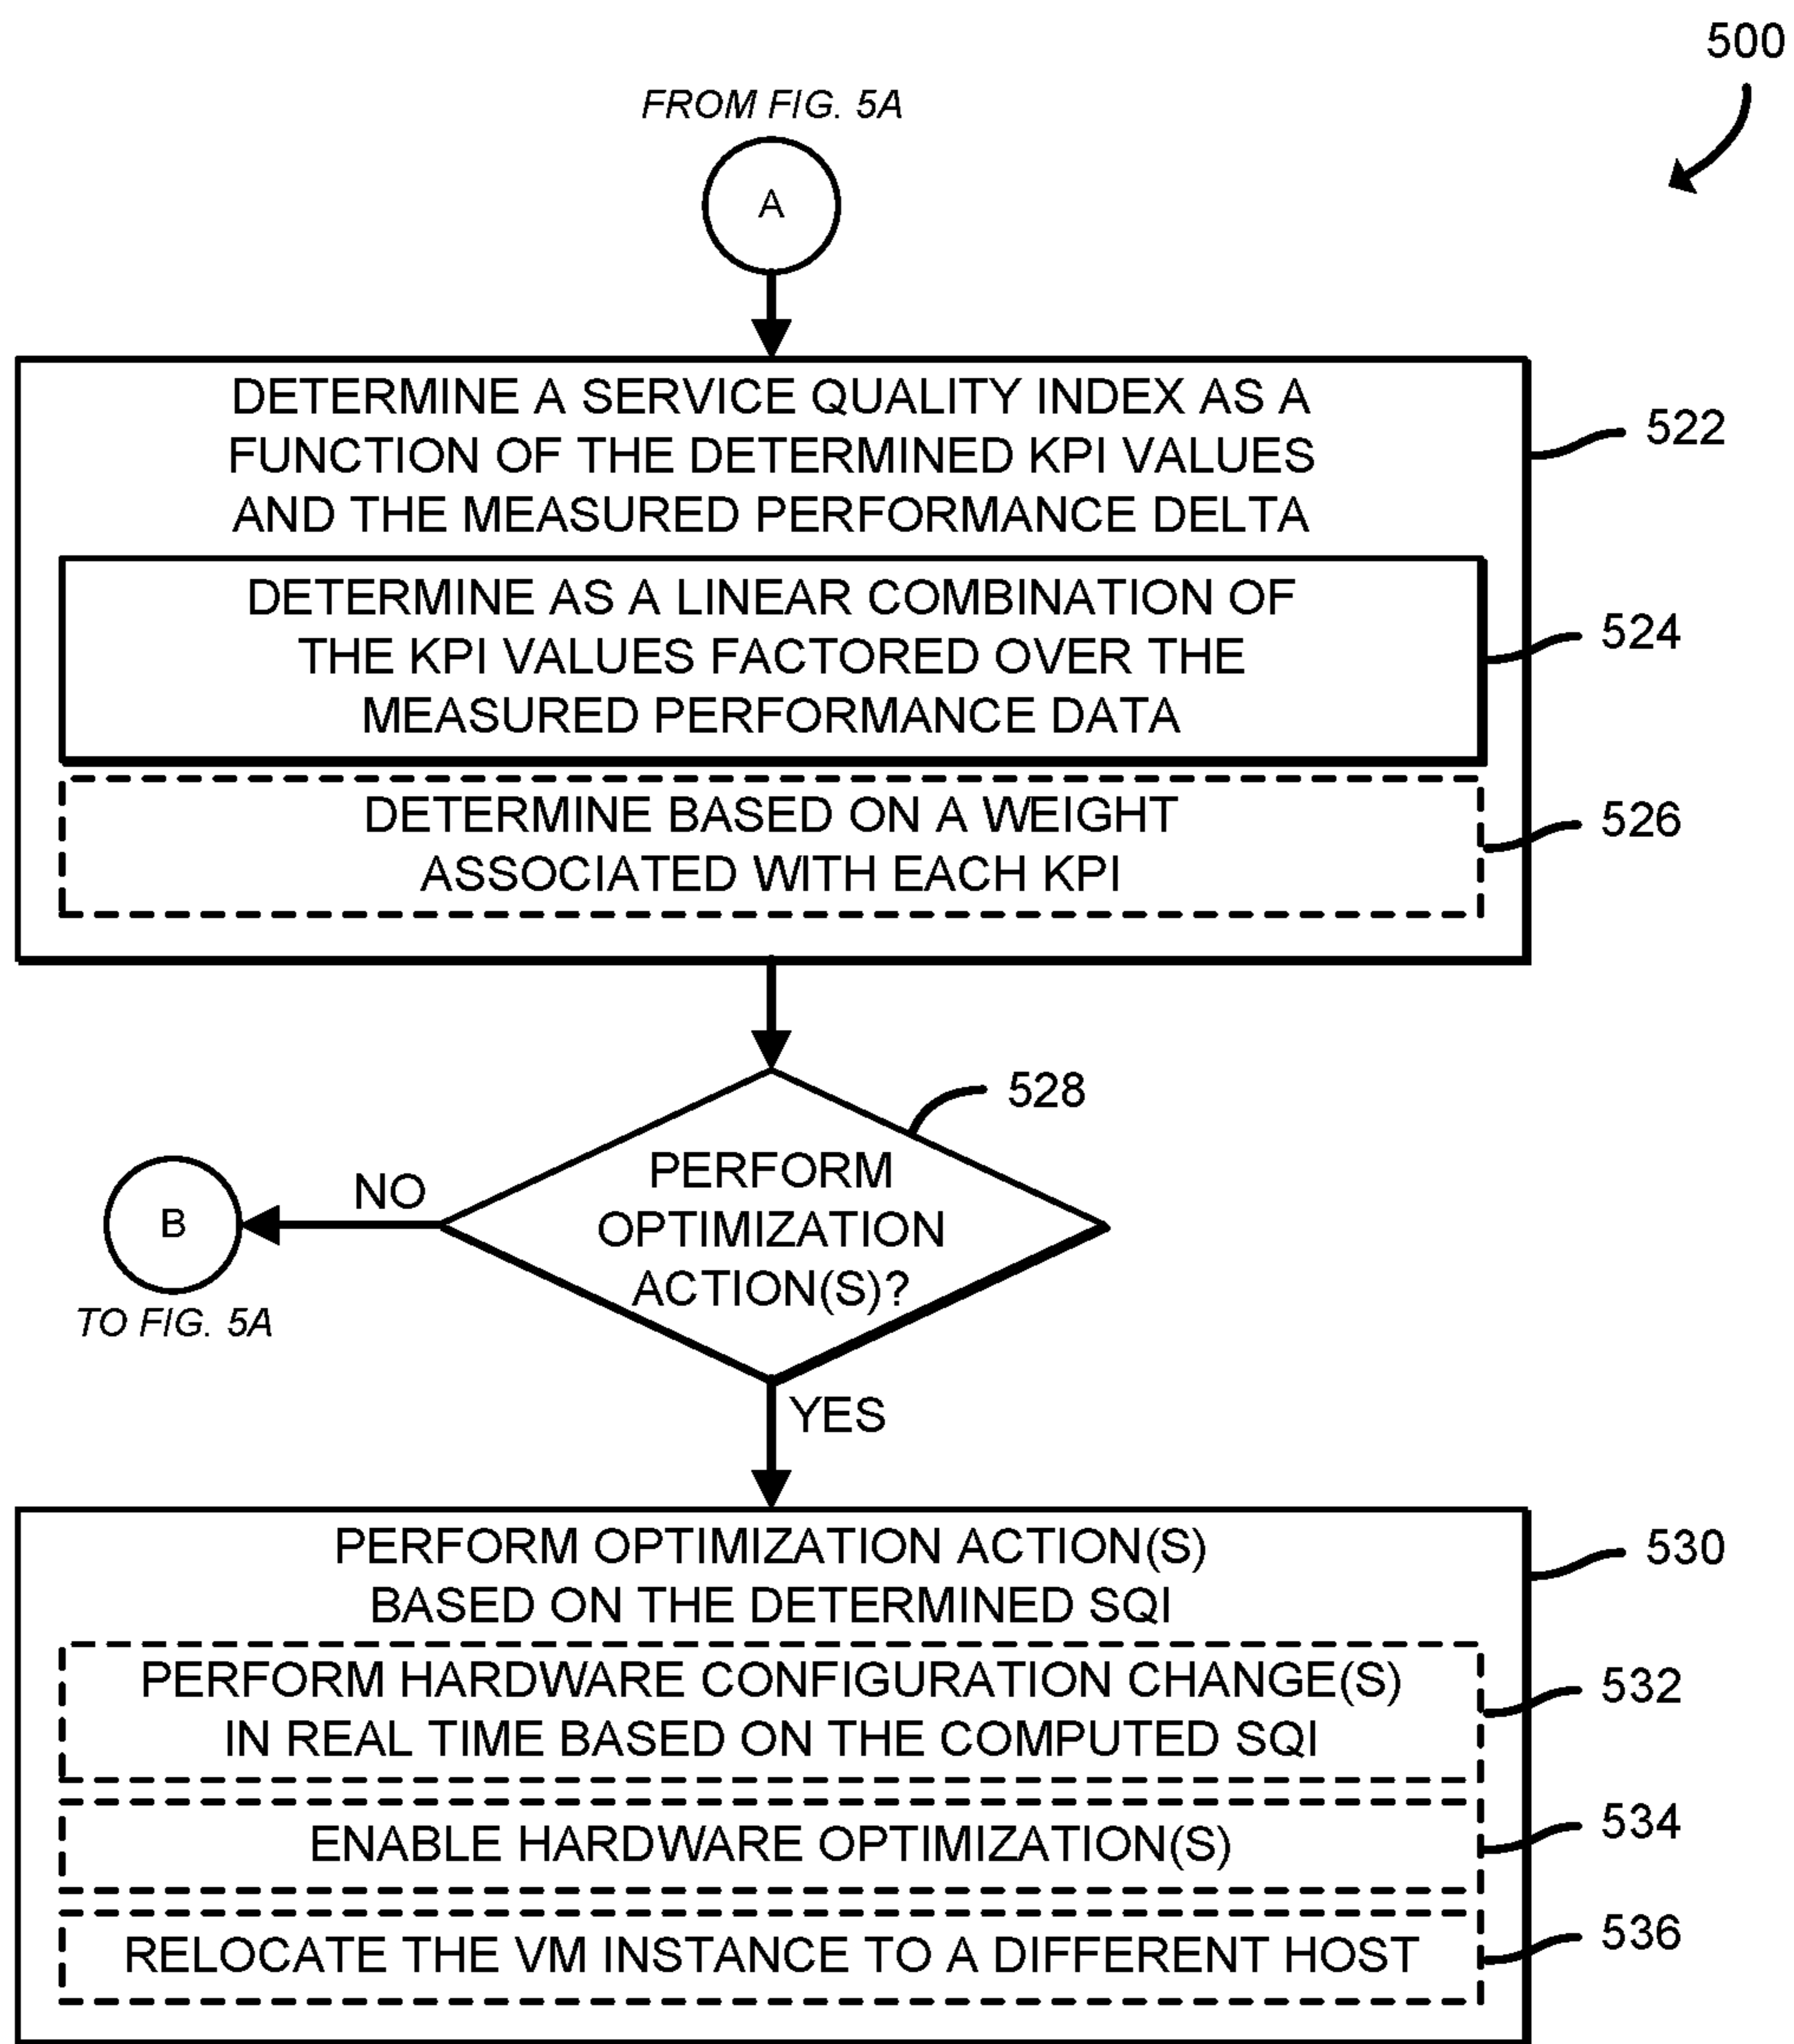 500
FROM FIG. 5A
A
DETERMINE A SERVICE QUALITY INDEX AS A
FUNCTION OF THE DETERMINED KPI VALUES
AND THE MEASURED PERFORMANCE DELTA
522
DETERMINE AS A LINEAR COMBINATION OF
THE KPI VALUES FACTORED OVER THE
MEASURED PERFORMANCE DATA
524
DETERMINE BASED ON A WEIGHT
ASSOCIATED WITH EACH KPI
526
528
PERFORM
OPTIMIZATION
ACTION(S)?
NO
B
TO FIG. 5A
YES
PERFORM OPTIMIZATION ACTION(S)
BASED ON THE DETERMINED SQI
530
PERFORM HARDWARE CONFIGURATION CHANGE(S)
IN REAL TIME BASED ON THE COMPUTED SQI
532
ENABLE HARDWARE OPTIMIZATION(S)
534
RELOCATE THE VM INSTANCE TO A DIFFERENT HOST
536